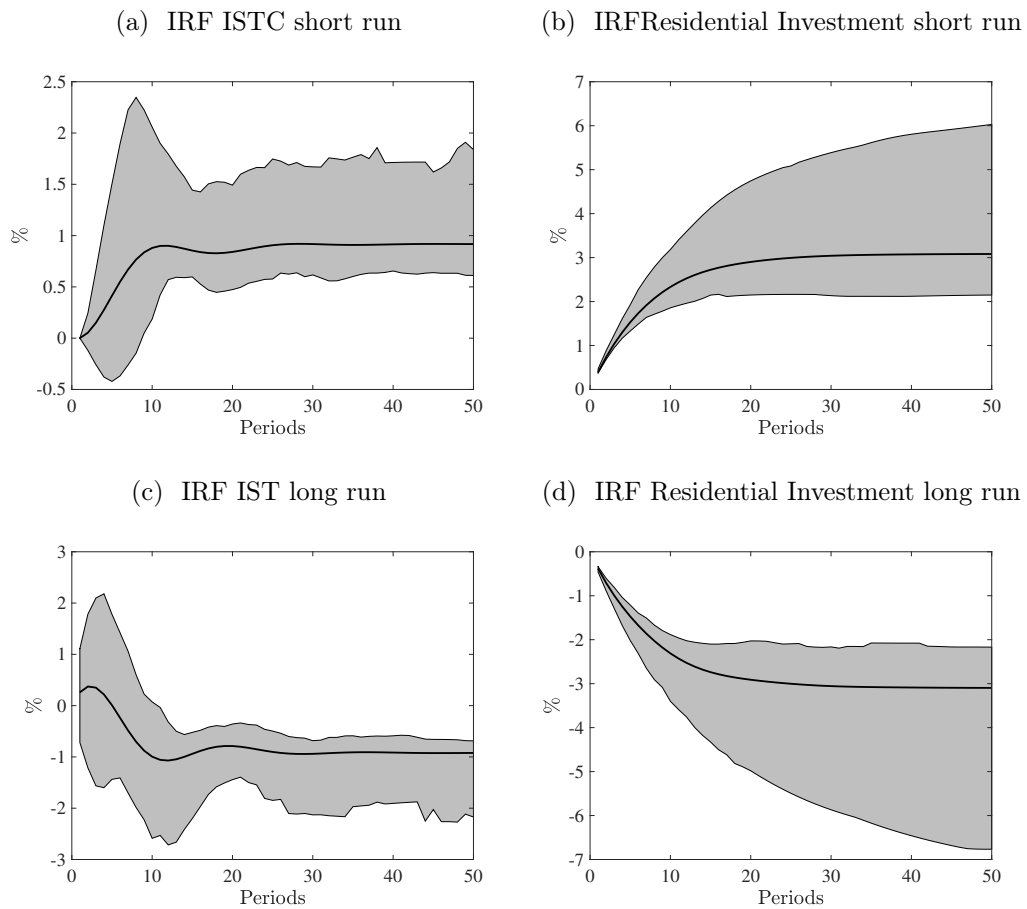 (a) IRF ISTC short run
2.5
2
1.5
1
0.5
0
-0.5
%
0 10 20 30 40 50
Periods
(b) IRFResidential Investment short run
7
6
5
4
3
2
1
0
%
0 10 20 30 40 50
Periods
(c) IRF IST long run
3
2
1
0
-1
-2
-3
%
0 10 20 30 40 50
Periods
(d) IRF Residential Investment long run
0
-1
-2
-3
-4
-5
-6
-7
%
0 10 20 30 40 50
Periods